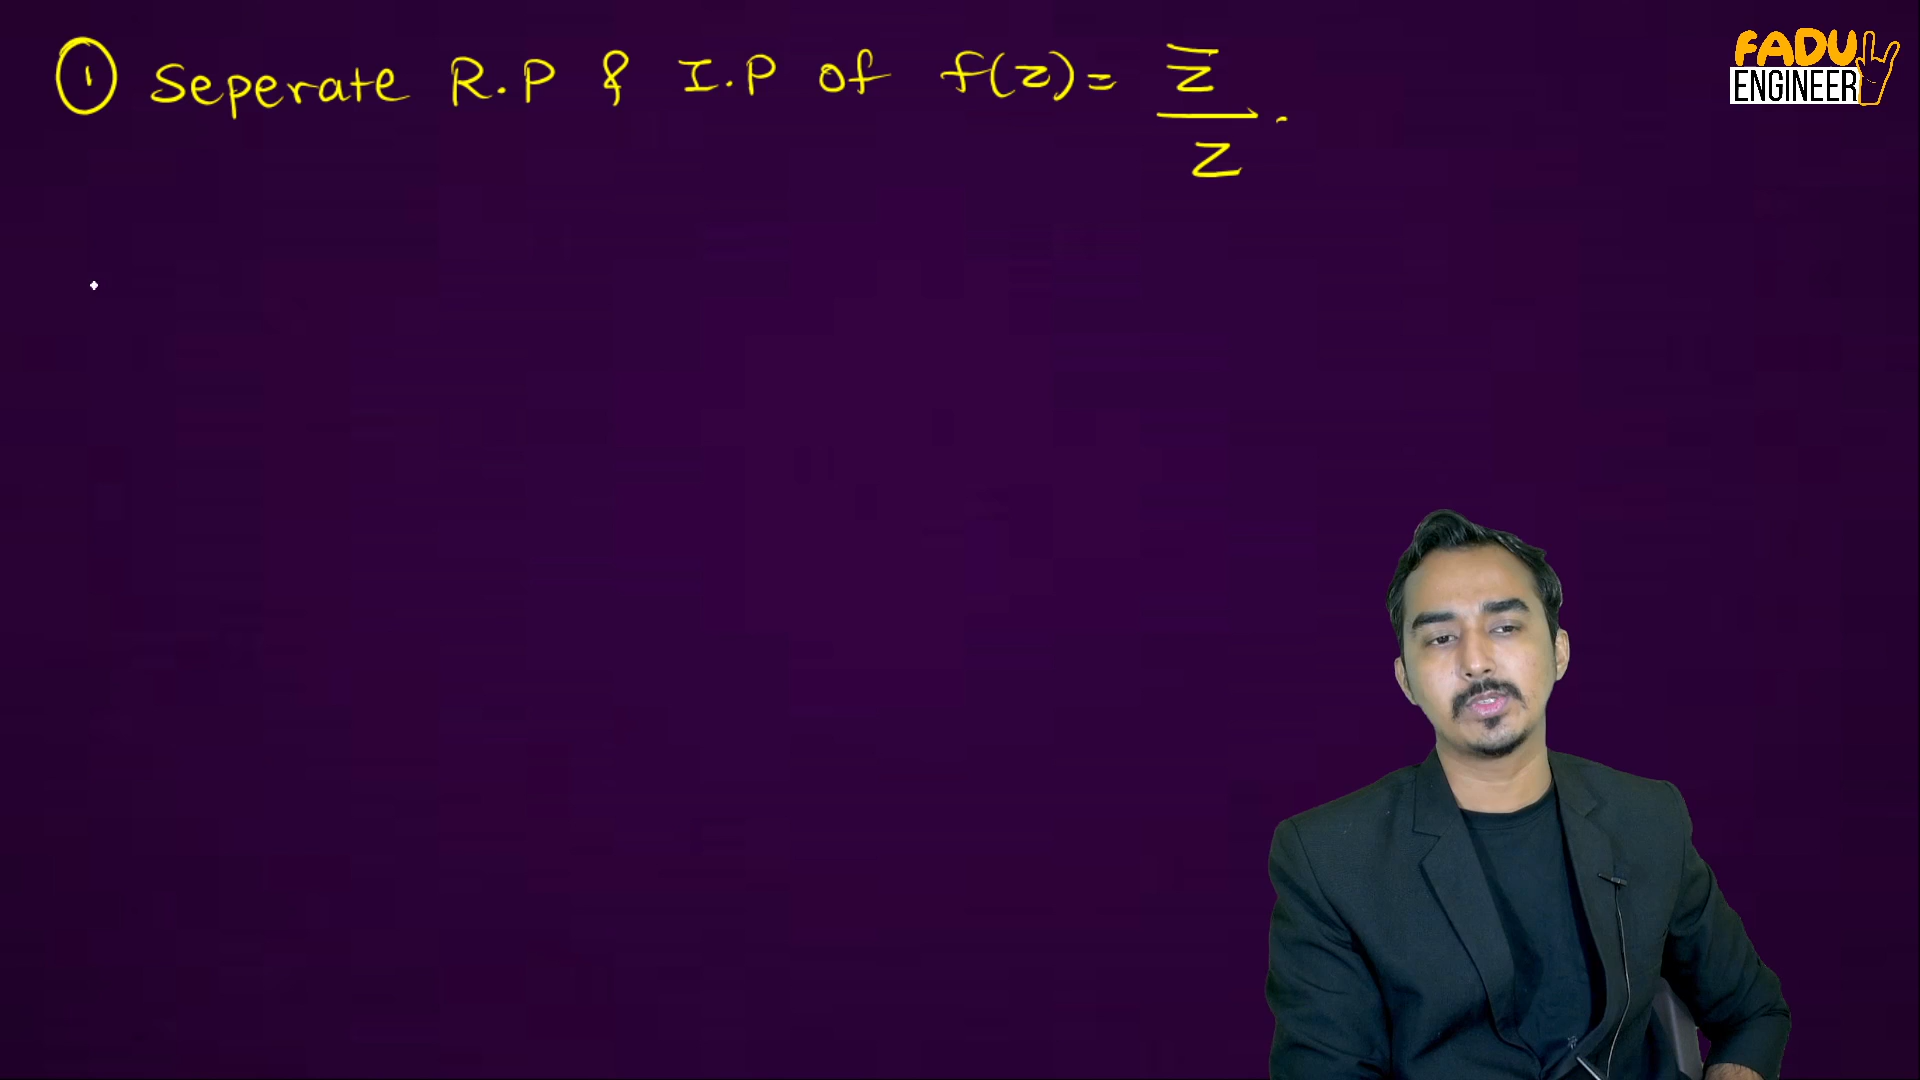 ① Seperate R.P & I.P of f(z) = z̄ / z .
FADU
ENGINEER